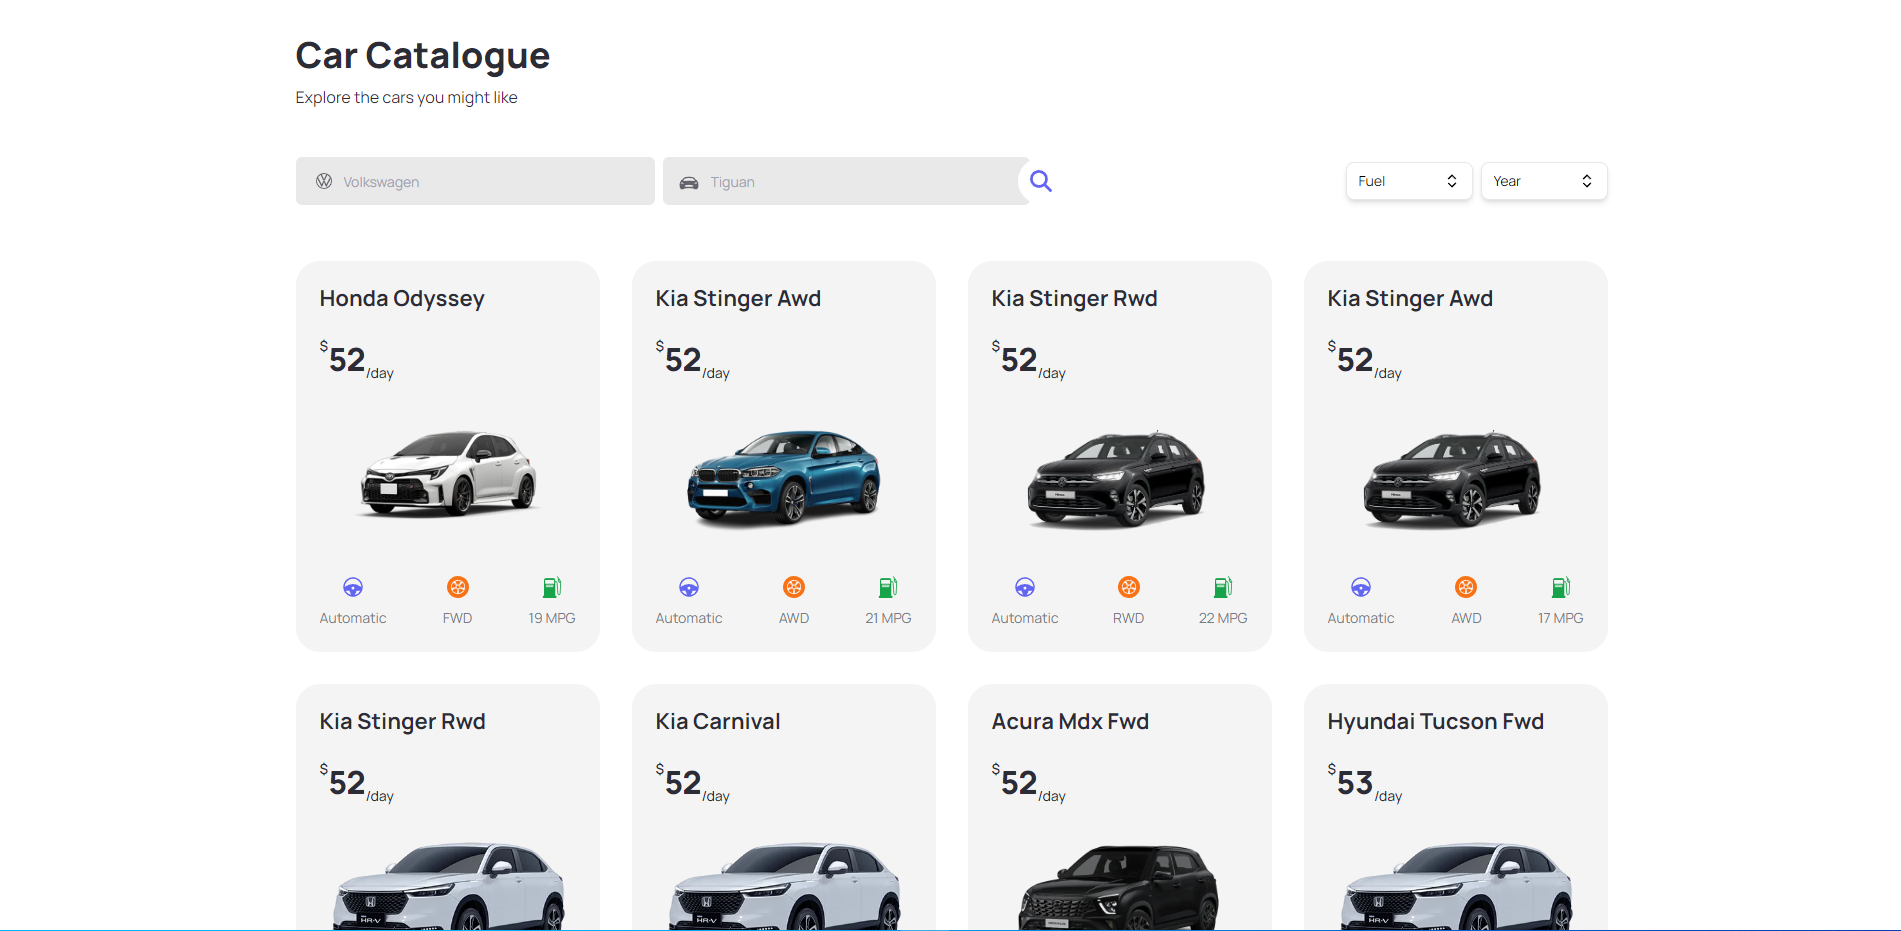 Car Catalogue
Explore the cars you might like
Volkswagen
Tiguan
Fuel
Year
Honda Odyssey
$52/day
Automatic
FWD
19 MPG
Kia Stinger Awd
$52/day
Automatic
AWD
21 MPG
Kia Stinger Rwd
$52/day
Automatic
RWD
22 MPG
Kia Stinger Awd
$52/day
Automatic
AWD
17 MPG
Kia Stinger Rwd
$52/day
HR-V
Kia Carnival
$52/day
HR-V
Acura Mdx Fwd
$52/day
Hyundai Tucson Fwd
$53/day
HR-V